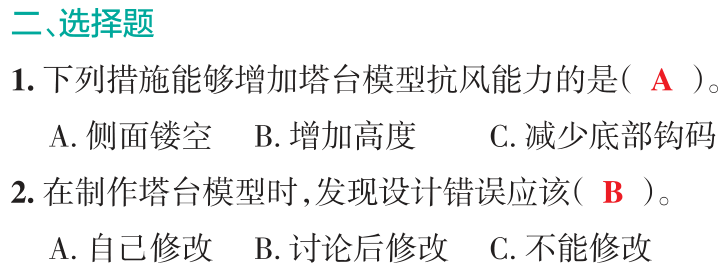 二、选择题
1. 下列措施能够增加塔台模型抗风能力的是( A )。
A. 侧面镂空 B. 增加高度 C. 减少底部钩码
2. 在制作塔台模型时,发现设计错误应该( B )。
A. 自己修改 B. 讨论后修改 C. 不能修改